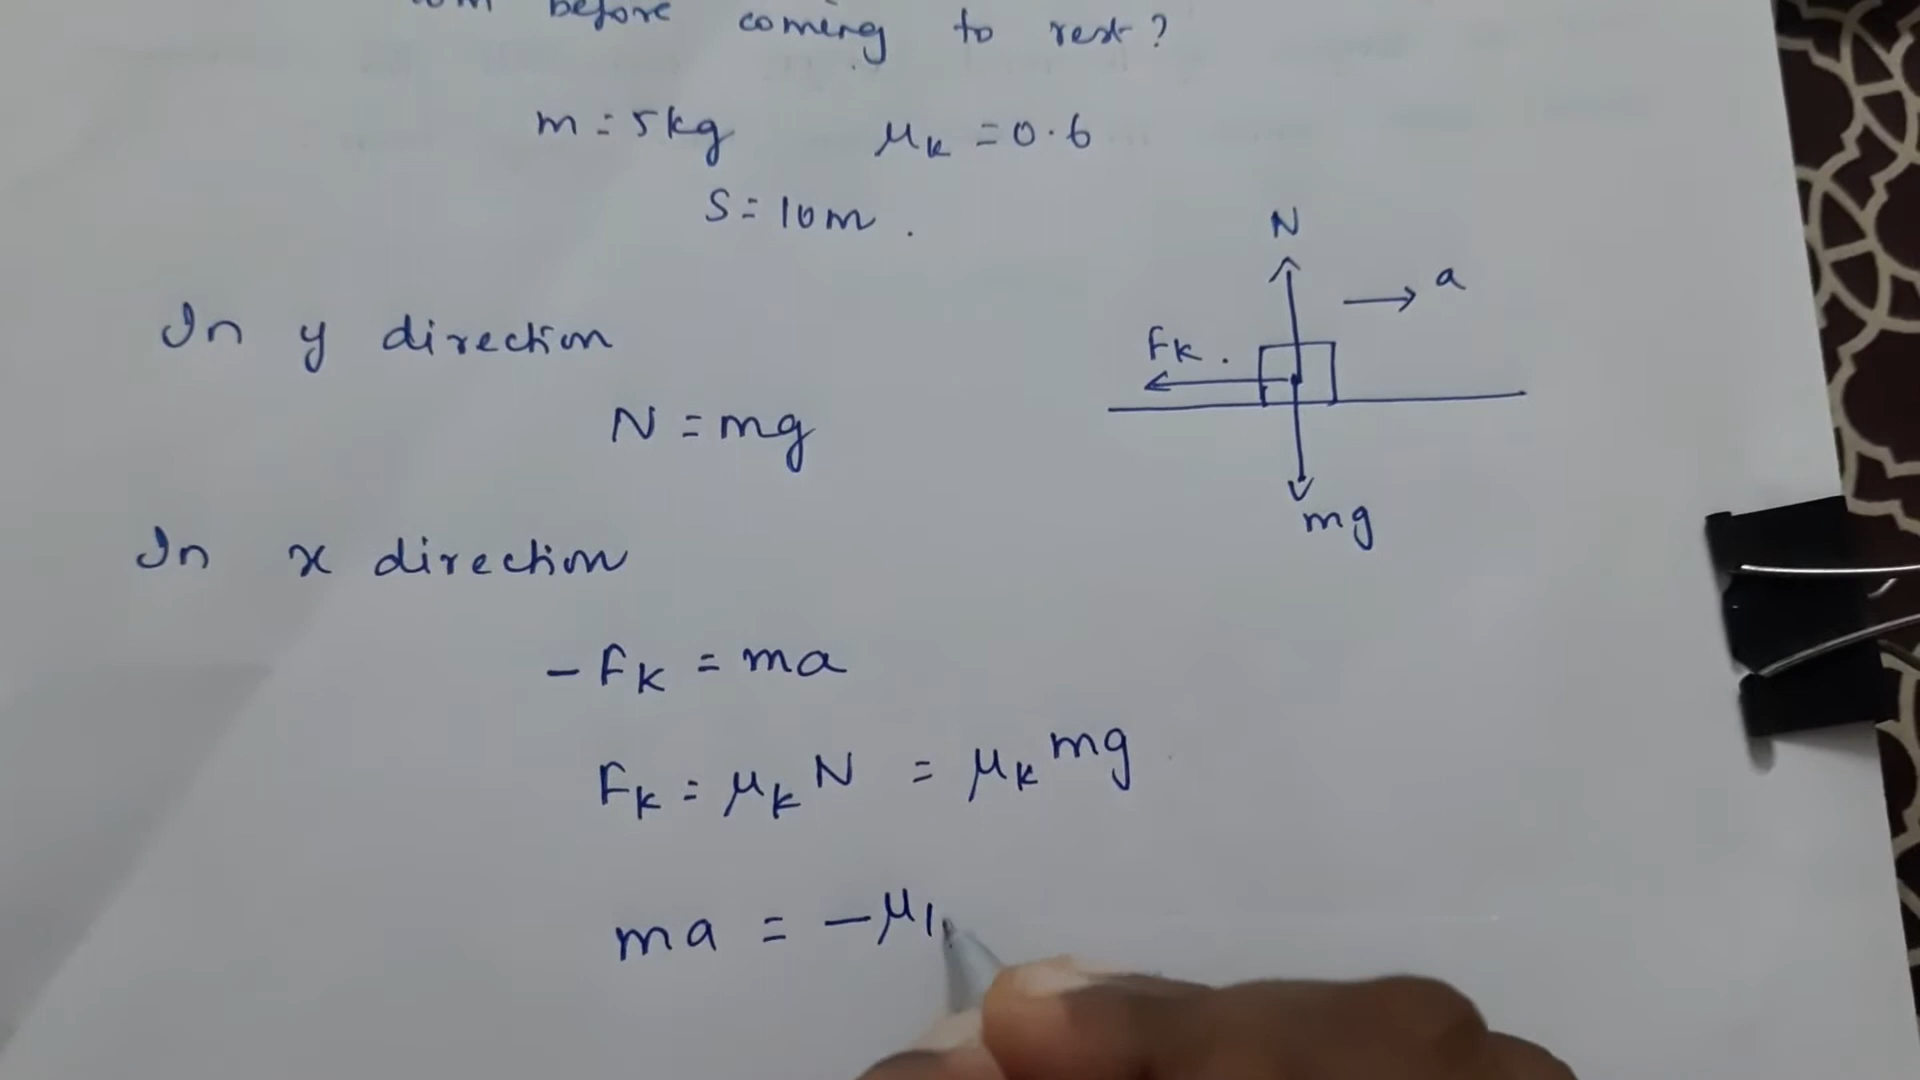 before coming to rest?
m = 5kg μk = 0.6
S = 10m .
N
a
Fk .
mg
In y direction
N = mg
In x direction
- Fk = ma
Fk = μk N = μk mg
ma = - μ